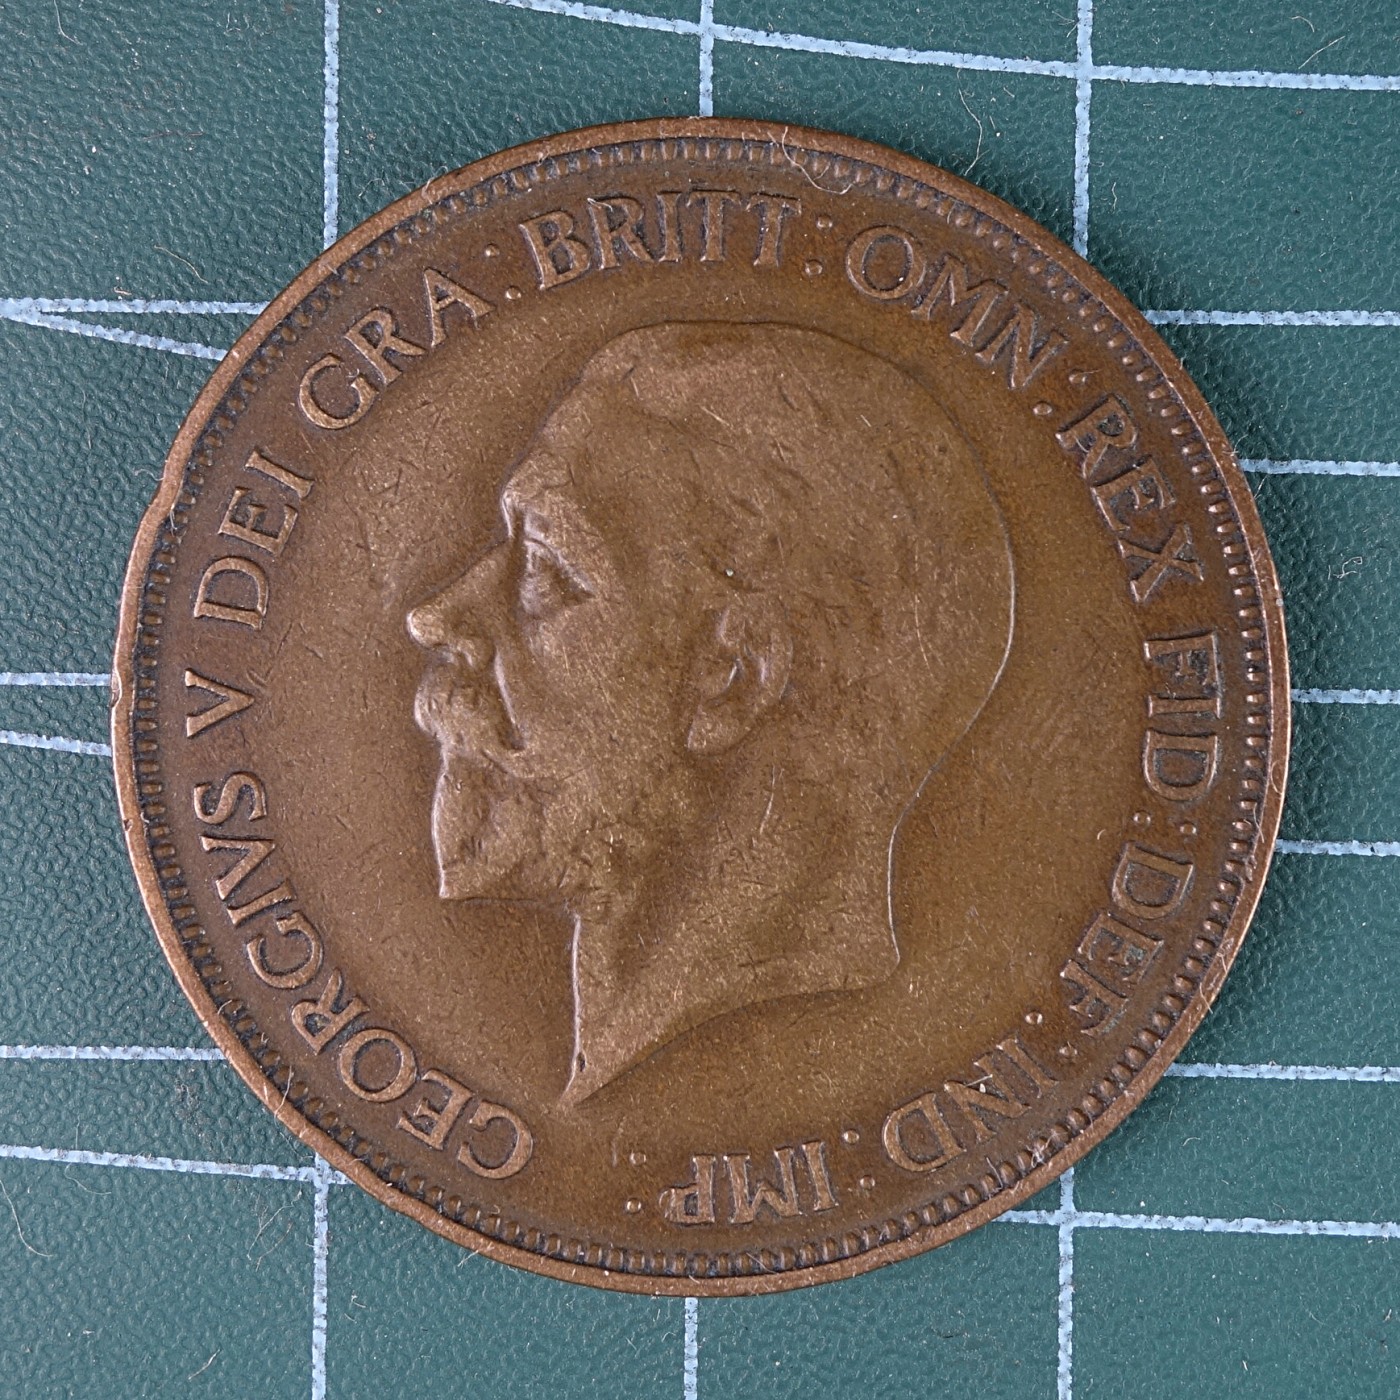 GEORGIVS V DEI GRA : BRITT : OMN : REX FID : DEF : IND : IMP :